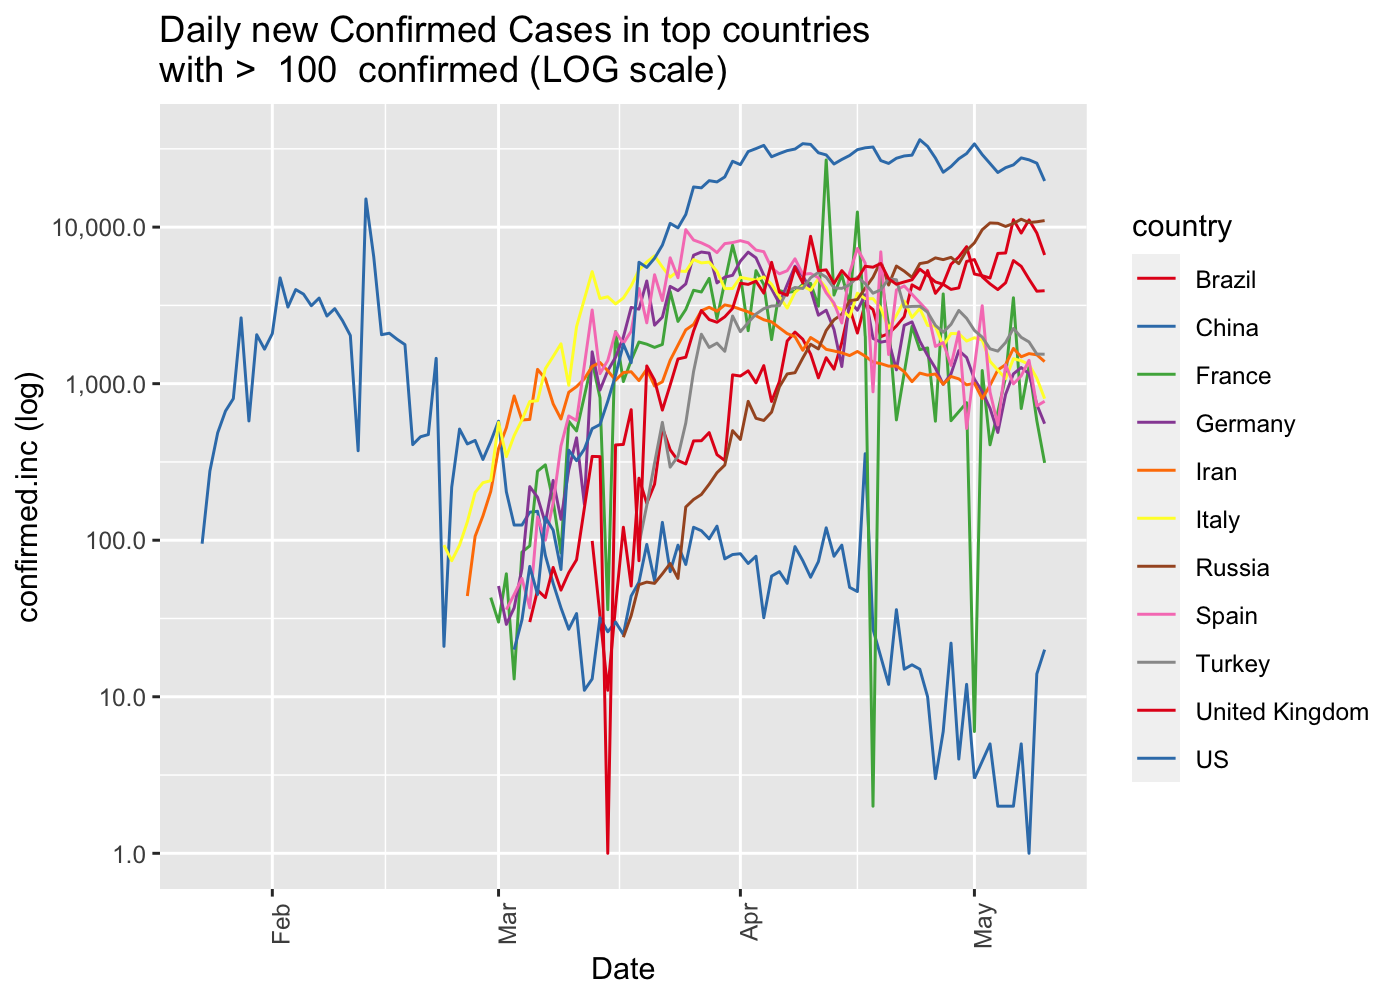 Daily new Confirmed Cases in top countries
with >  100  confirmed (LOG scale)
confirmed.inc (log)
10,000.0
1,000.0
100.0
10.0
1.0
Feb
Mar
Apr
May
Date
country
Brazil
China
France
Germany
Iran
Italy
Russia
Spain
Turkey
United Kingdom
US